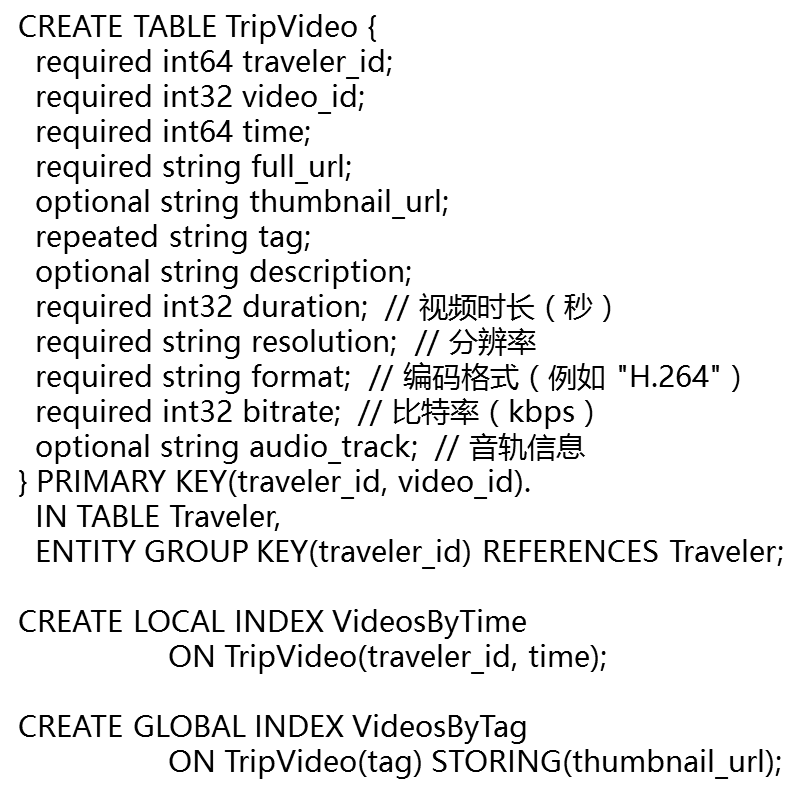 CREATE TABLE TripVideo {
required int64 traveler_id;
required int32 video_id;
required int64 time;
required string full_url;
optional string thumbnail_url;
repeated string tag;
optional string description;
required int32 duration;  // 视频时长（秒）
required string resolution;  // 分辨率
required string format;  // 编码格式（例如 "H.264"）
required int32 bitrate;  // 比特率（kbps）
optional string audio_track;  // 音轨信息
} PRIMARY KEY(traveler_id, video_id).
IN TABLE Traveler,
ENTITY GROUP KEY(traveler_id) REFERENCES Traveler;
CREATE LOCAL INDEX VideosByTime
ON TripVideo(traveler_id, time);
CREATE GLOBAL INDEX VideosByTag
ON TripVideo(tag) STORING(thumbnail_url);